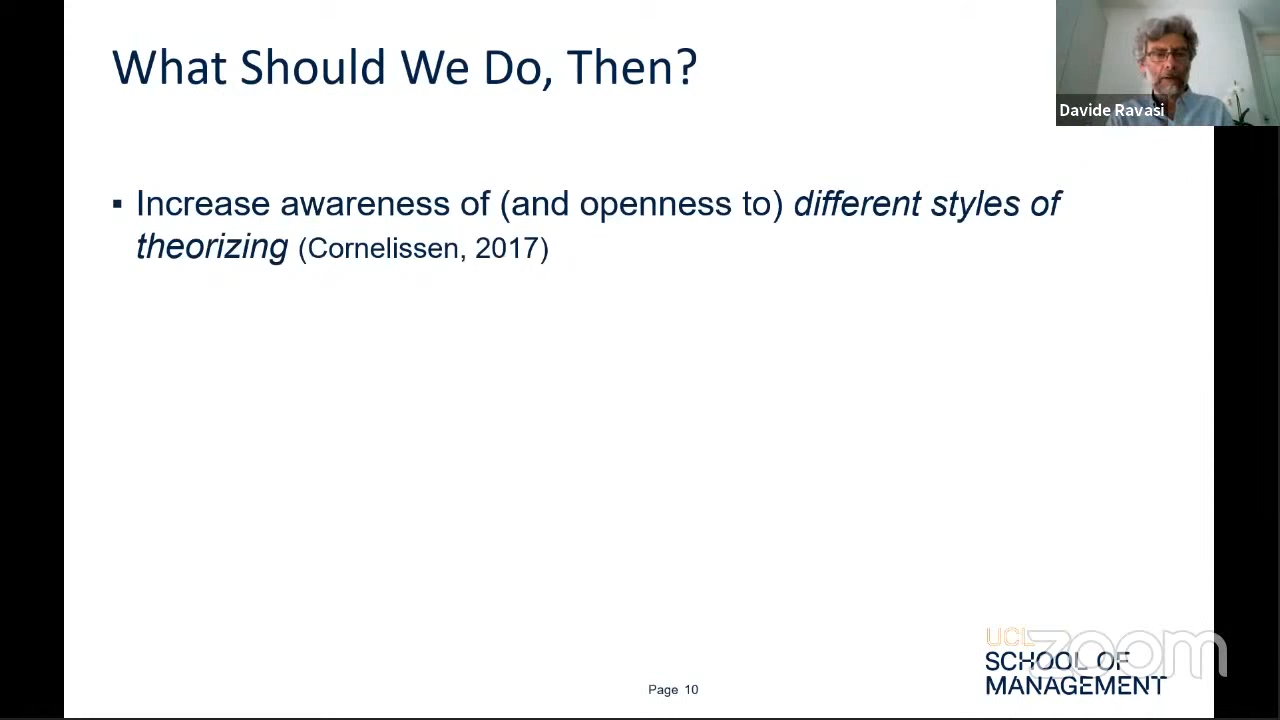 What Should We Do, Then?
Davide Ravasi
▪ Increase awareness of (and openness to) different styles of
theorizing (Cornelissen, 2017)
UCL
zoom
SCHOOL OF
MANAGEMENT
Page 10